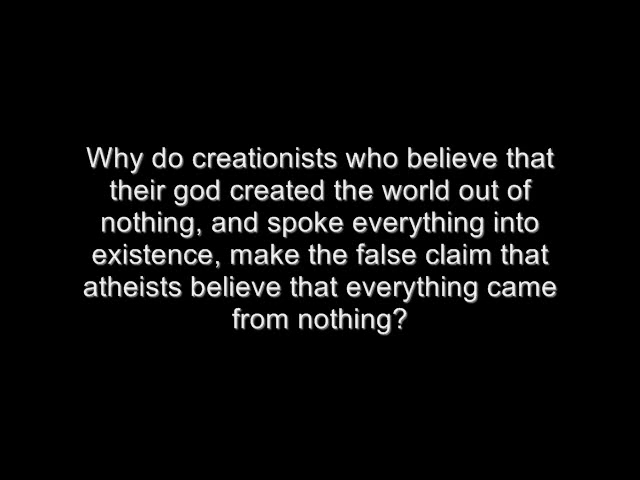 Why do creationists who believe that
their god created the world out of
nothing, and spoke everything into
existence, make the false claim that
atheists believe that everything came
from nothing?